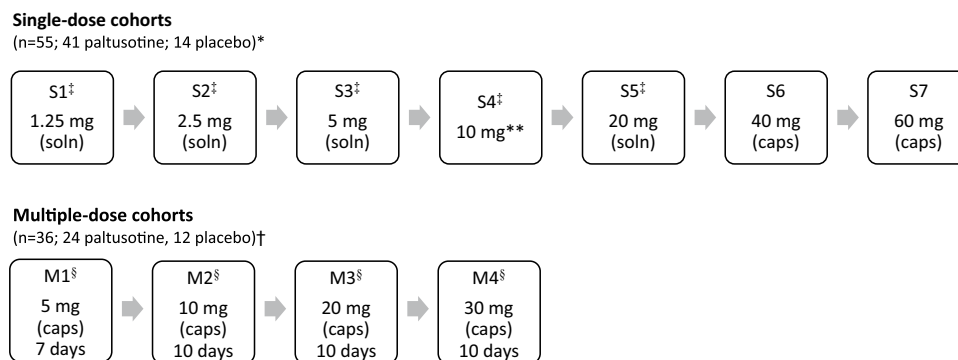 Single-dose cohorts
(n=55; 41 paltusotine; 14 placebo)*
S1‡
1.25 mg
(soln)
S2‡
2.5 mg
(soln)
S3‡
5 mg
(soln)
S4‡
10 mg**
S5‡
20 mg
(soln)
S6
40 mg
(caps)
S7
60 mg
(caps)
Multiple-dose cohorts
(n=36; 24 paltusotine, 12 placebo)†
M1§
5 mg
(caps)
7 days
M2§
10 mg
(caps)
10 days
M3§
20 mg
(caps)
10 days
M4§
30 mg
(caps)
10 days